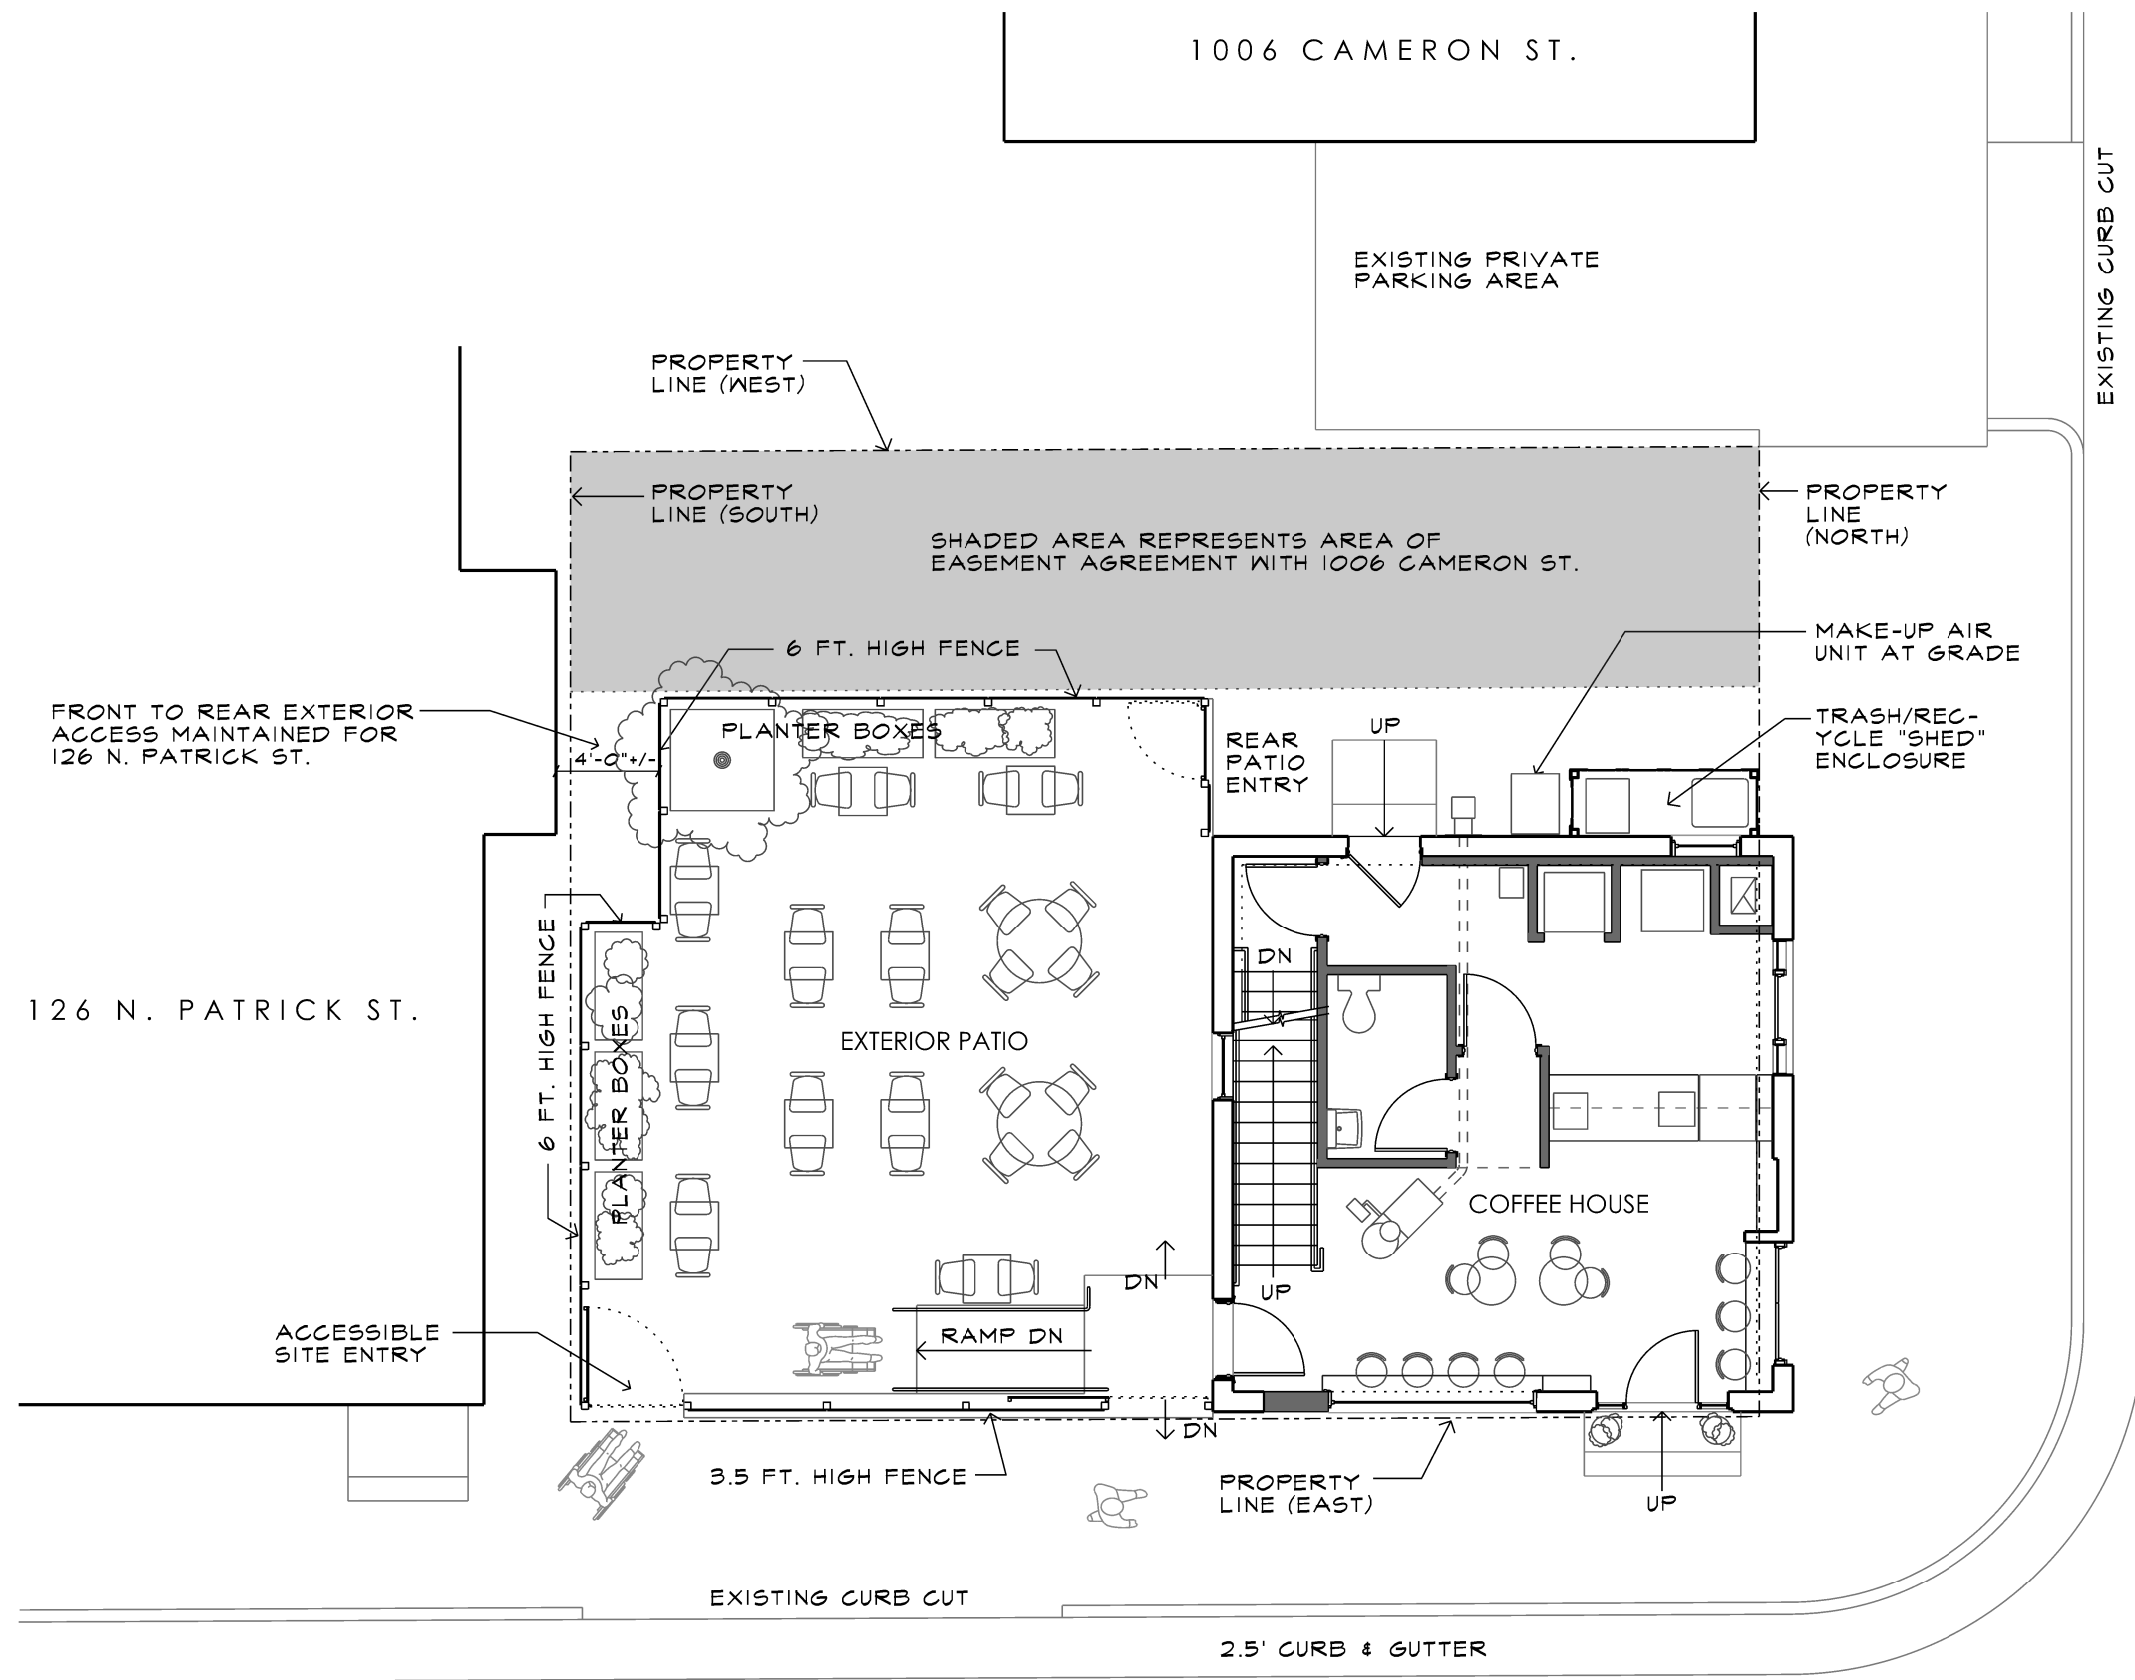 1006 CAMERON ST.
EXISTING CURB CUT
EXISTING PRIVATE
PARKING AREA
PROPERTY
LINE (WEST)
PROPERTY
LINE (SOUTH)
PROPERTY
LINE
(NORTH)
SHADED AREA REPRESENTS AREA OF
EASEMENT AGREEMENT WITH 1006 CAMERON ST.
6 FT. HIGH FENCE
MAKE-UP AIR
UNIT AT GRADE
FRONT TO REAR EXTERIOR
ACCESS MAINTAINED FOR
126 N. PATRICK ST.
4'-0"+/-
PLANTER BOXES
REAR
PATIO
ENTRY
UP
TRASH/REC-
YCLE "SHED"
ENCLOSURE
6 FT. HIGH FENCE
PLANTER BOXES
DN
126 N. PATRICK ST.
EXTERIOR PATIO
COFFEE HOUSE
DN
UP
ACCESSIBLE
SITE ENTRY
RAMP DN
DN
3.5 FT. HIGH FENCE
PROPERTY
LINE (EAST)
UP
EXISTING CURB CUT
2.5' CURB & GUTTER